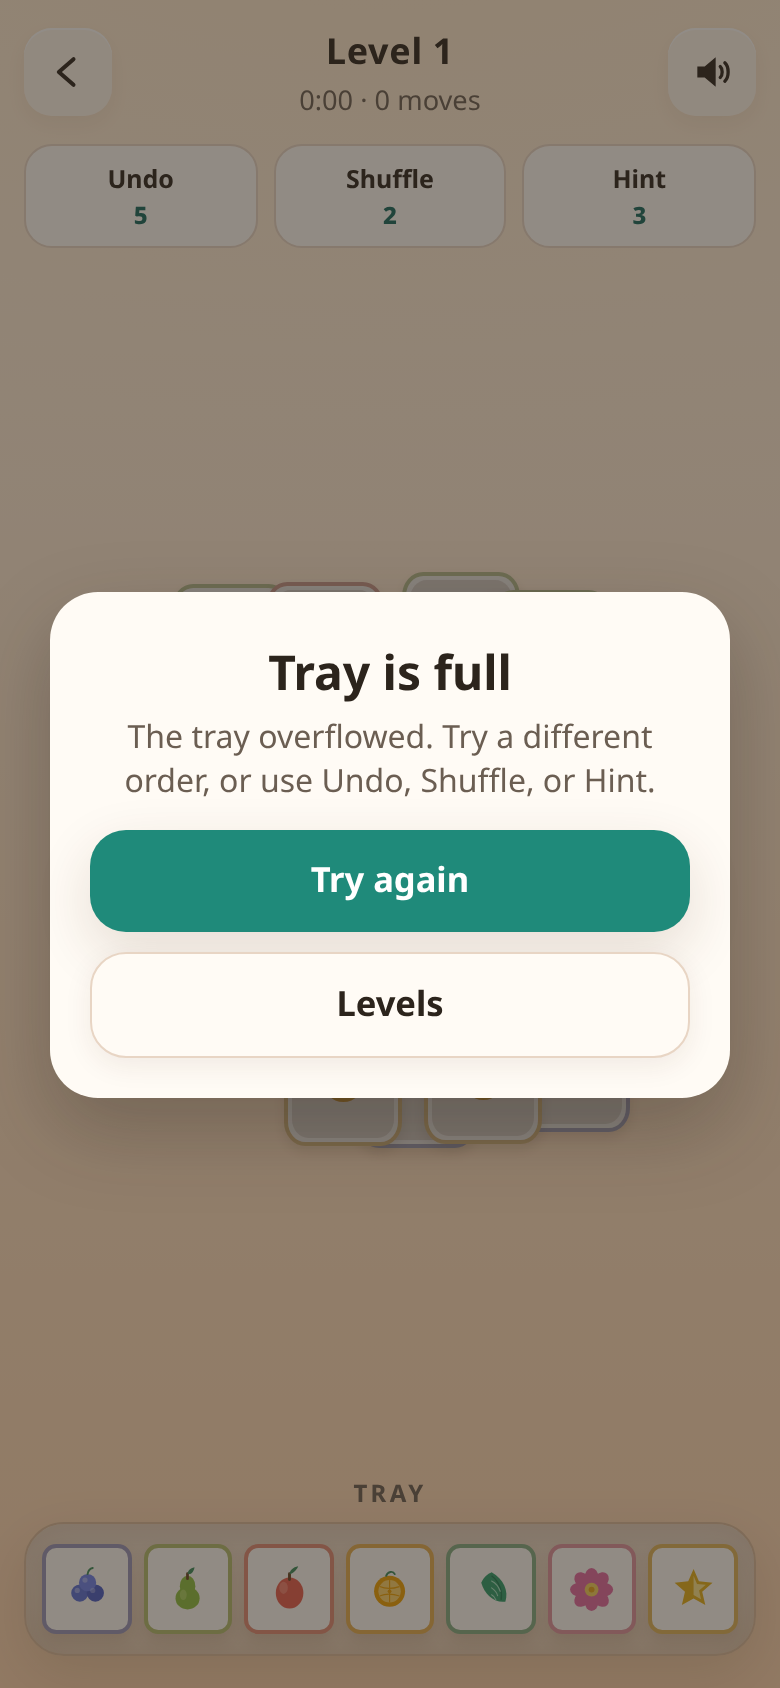 Level 1
0:00 · 0 moves
Undo
5
Shuffle
2
Hint
3
Tray is full
The tray overflowed. Try a different
order, or use Undo, Shuffle, or Hint.
Try again
Levels
TRAY